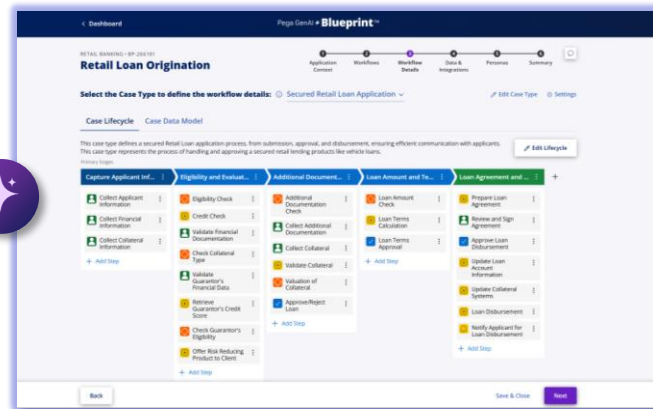 < Dashboard
Pega GenAI Blueprint™
RETAIL BANKING • BP-260191
Retail Loan Origination
Application Context
Workflows
Workflow Details
Data & Integrations
Personas
Summary
Select the Case Type to define the workflow details:
Secured Retail Loan Application
Edit Case Type
Settings
Case Lifecycle
Case Data Model
This case type defines a secured Retail Loan application process, from submission, approval, and disbursement, ensuring efficient communication with applicants.
This case type represents the process of handling and approving a secured retail lending products like vehicle loans.
Edit Lifecycle
Primary Stages
Capture Applicant Inf...
Collect Applicant
Information
Collect Financial
Information
Collect Collateral
Information
+ Add Step
Eligibility and Evaluat...
Eligibility Check
Credit Check
Validate Financial
Documentation
Check Collateral
Type
Validate
Guarantor's
Financial Data
Retrieve
Guarantor's Credit
Score
Check Guarantor's
Eligibility
Offer Risk Reducing
Product to Client
+ Add Step
Additional Document...
Additional
Documentation
Check
Collect Additional
Documentation
Collect Collateral
Validate Collateral
Valuation of
Collateral
Approve/Reject
Loan
+ Add Step
Loan Amount and Te...
Loan Amount
Check
Loan Terms
Calculation
Loan Terms
Approval
+ Add Step
Loan Agreement and ...
Prepare Loan
Agreement
Review and Sign
Agreement
Approve Loan
Disbursement
Update Loan
Account
Information
Update Collateral
Systems
Loan Disbursement
Notify Applicant for
Loan Disbursement
+ Add Step
Back
Save & Close
Next